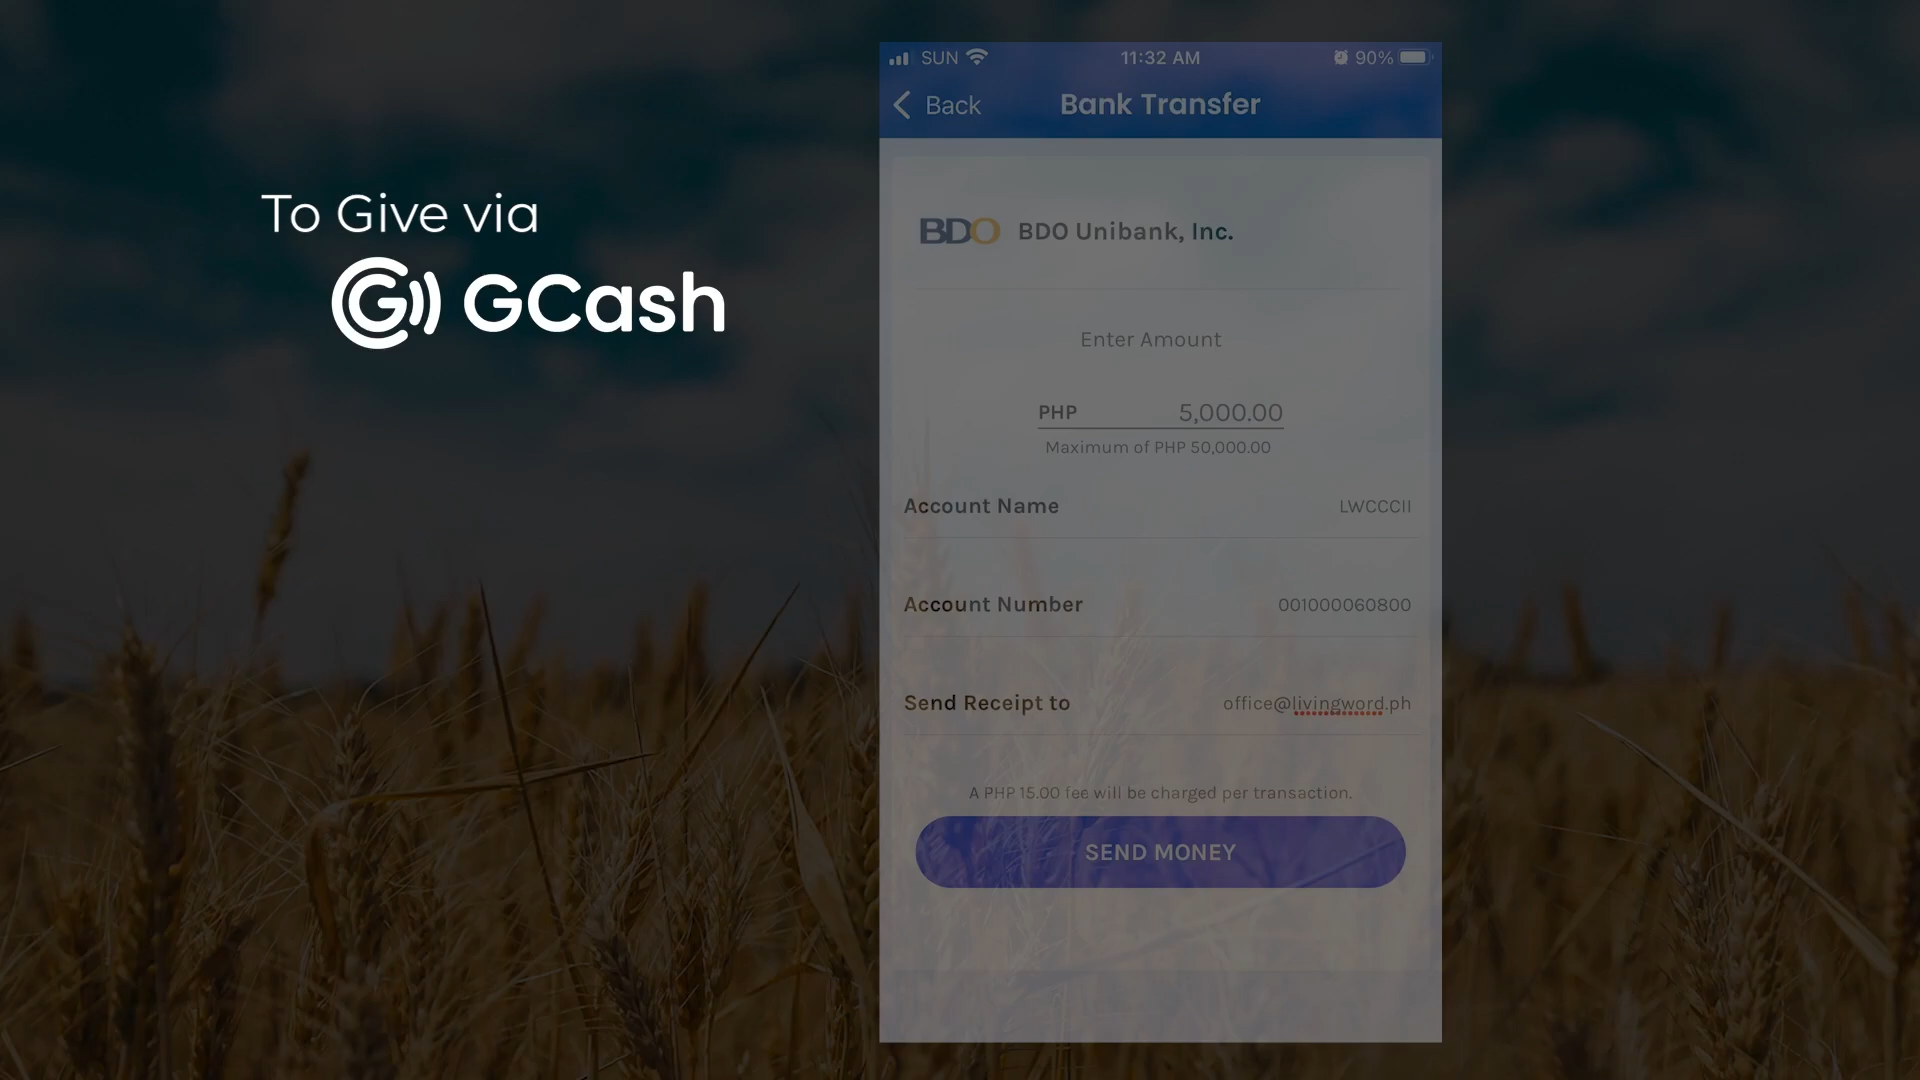 To Give via
GCash
SUN 11:32 AM 90%
Back Bank Transfer
BDO BDO Unibank, Inc.
Enter Amount
PHP 5,000.00
Maximum of PHP 50,000.00
Account Name LWCCCII
Account Number 001000060800
Send Receipt to office@livingword.ph
A PHP 15.00 fee will be charged per transaction.
SEND MONEY